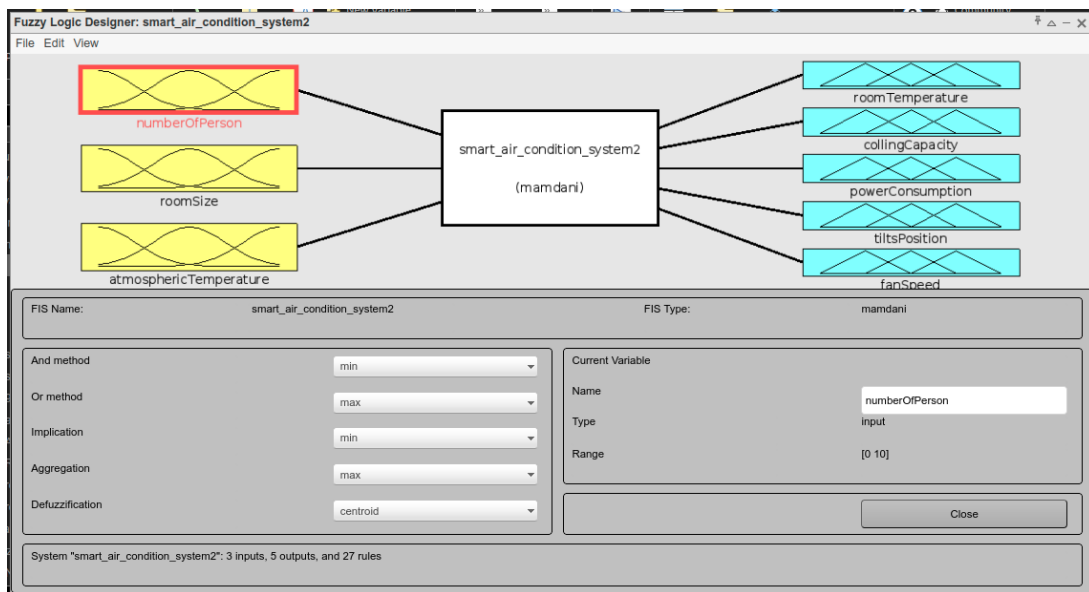 Fuzzy Logic Designer: smart_air_condition_system2
File Edit View
numberOfPerson
roomSize
atmosphericTemperature
smart_air_condition_system2
(mamdani)
roomTemperature
collingCapacity
powerConsumption
tiltsPosition
fanSpeed
FIS Name: smart_air_condition_system2 FIS Type: mamdani
And method min
Or method max
Implication min
Aggregation max
Defuzzification centroid
Current Variable
Name numberOfPerson
Type input
Range [0 10]
Close
System "smart_air_condition_system2": 3 inputs, 5 outputs, and 27 rules